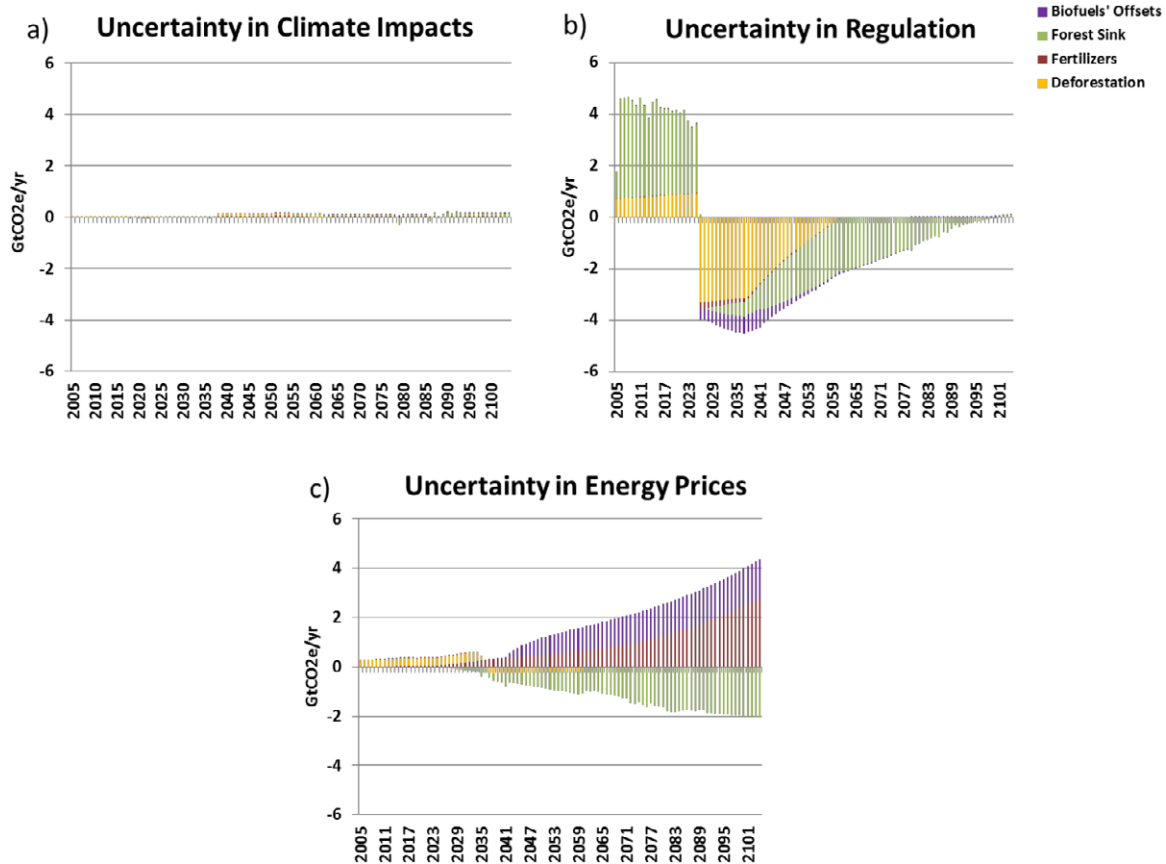 a) Uncertainty in Climate Impacts
6
4
2
0
-2
-4
-6
GtCO2e/yr
2005 2010 2015 2020 2025 2030 2035 2040 2045 2050 2055 2060 2065 2070 2075 2080 2085 2090 2095 2100
b) Uncertainty in Regulation
6
4
2
0
-2
-4
-6
GtCO2e/yr
2005 2011 2017 2023 2029 2035 2041 2047 2053 2059 2065 2071 2077 2083 2089 2095 2101
Biofuels' Offsets
Forest Sink
Fertilizers
Deforestation
c) Uncertainty in Energy Prices
6
4
2
0
-2
-4
-6
GtCO2e/yr
2005 2011 2017 2023 2029 2035 2041 2047 2053 2059 2065 2071 2077 2083 2089 2095 2101